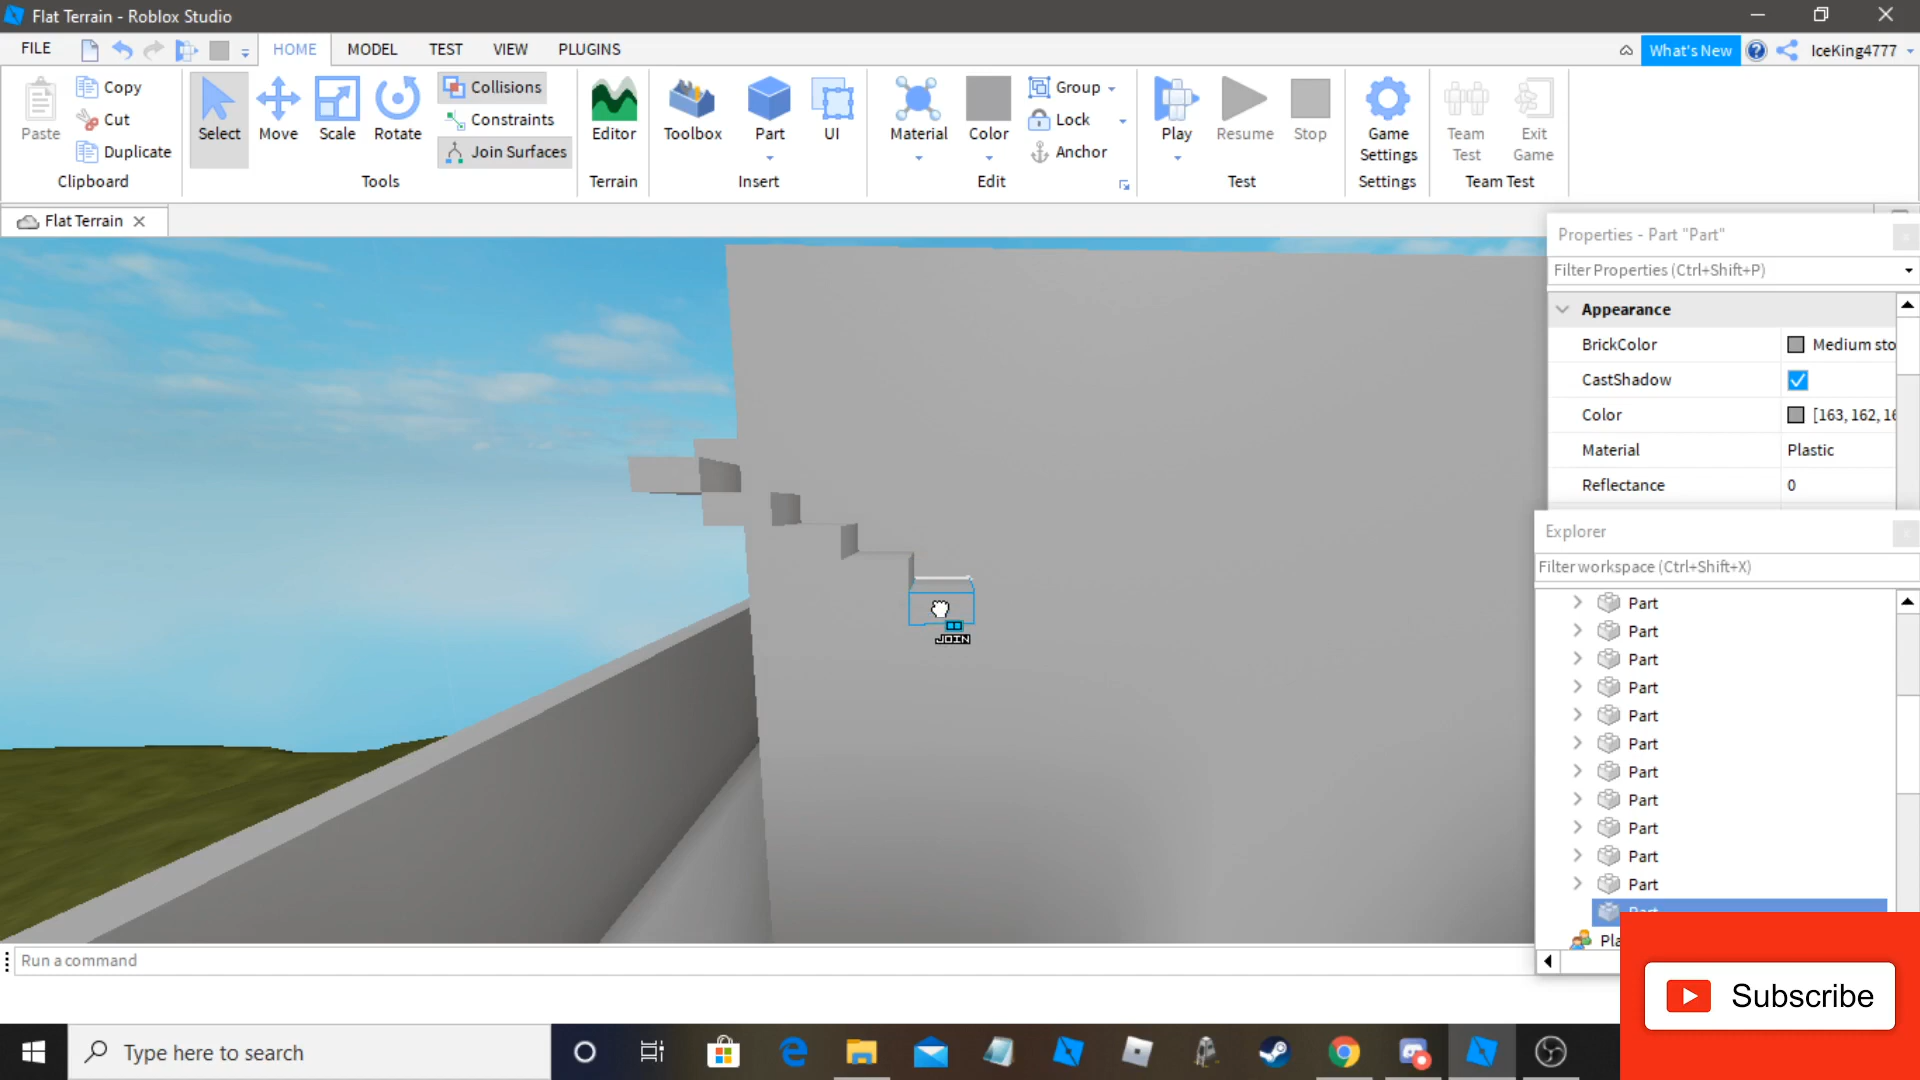 Flat Terrain - Roblox Studio
FILE HOME MODEL TEST VIEW PLUGINS What's New IceKing4777
Paste Copy Cut Duplicate
Clipboard
Select Move Scale Rotate Collisions Constraints Join Surfaces
Tools
Editor
Terrain
Toolbox Part UI
Insert
Material Color Group Lock Anchor
Edit
Play Resume Stop
Test
Game Settings
Settings
Team Test Exit Game
Team Test
Flat Terrain
Properties - Part "Part"
Filter Properties (Ctrl+Shift+P)
Appearance
BrickColor Medium sto
CastShadow
Color [163, 162, 16
Material Plastic
Reflectance 0
JOIN
Explorer
Filter workspace (Ctrl+Shift+X)
Part
Part
Part
Part
Part
Part
Part
Part
Part
Part
Part
Part
Pla
Run a command
Subscribe
Type here to search